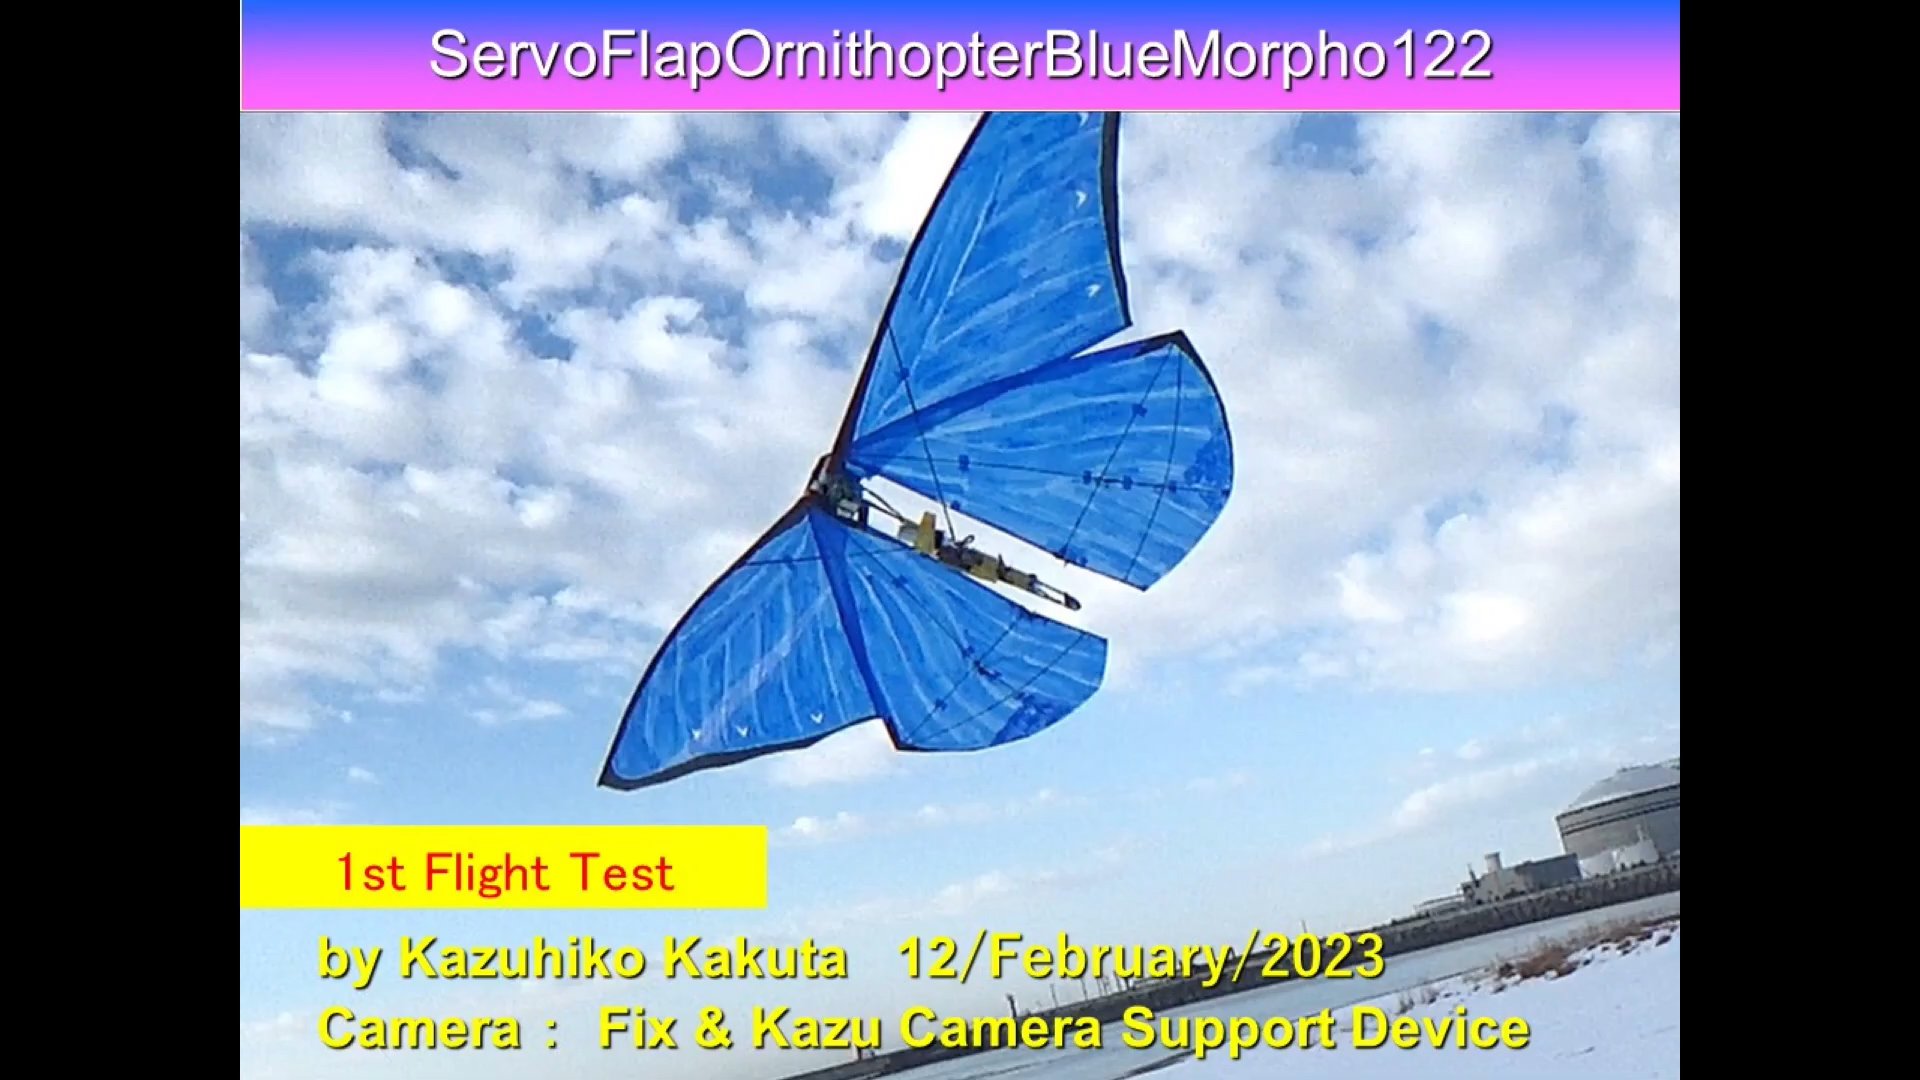 ServoFlapOrnithopterBlueMorpho122
1st Flight Test
by Kazuhiko Kakuta 12/February/2023
Camera : Fix & Kazu Camera Support Device